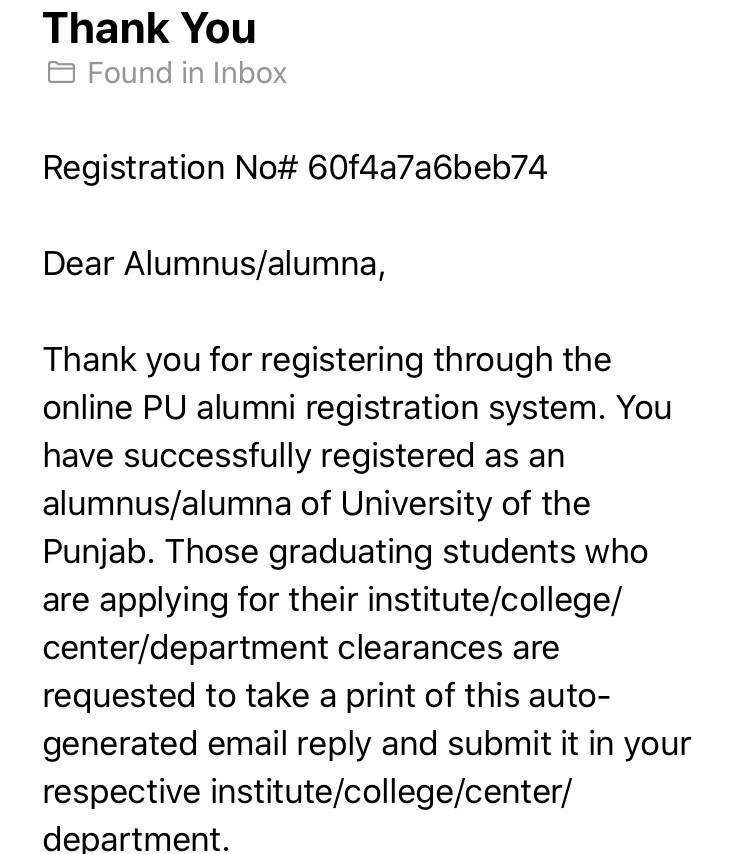 Thank You
Found in Inbox
Registration No# 60f4a7a6beb74
Dear Alumnus/alumna,
Thank you for registering through the
online PU alumni registration system. You
have successfully registered as an
alumnus/alumna of University of the
Punjab. Those graduating students who
are applying for their institute/college/
center/department clearances are
requested to take a print of this auto-
generated email reply and submit it in your
respective institute/college/center/
department.